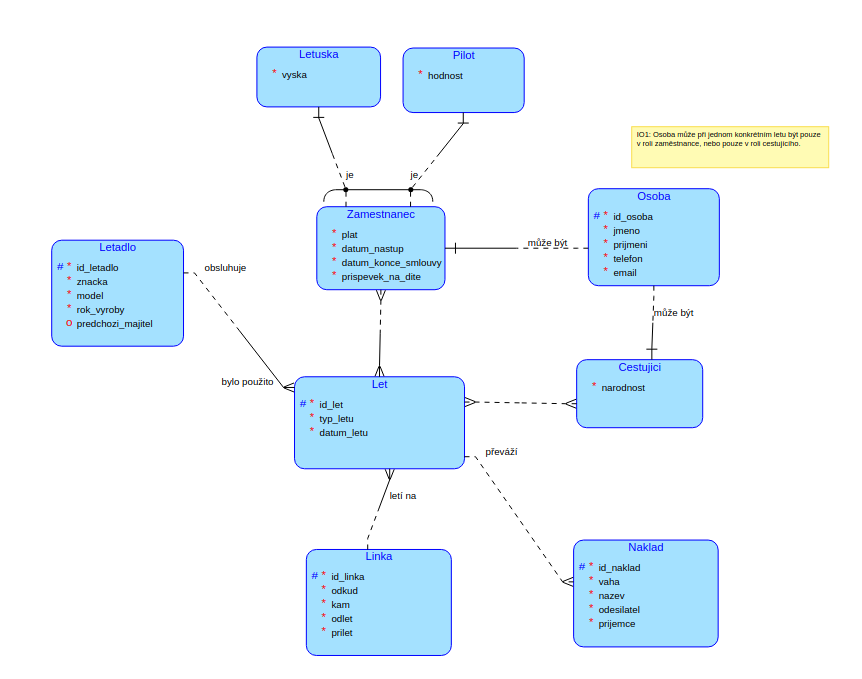 Letuska
* vyska
Pilot
* hodnost
IO1: Osoba může při jednom konkrétním letu být pouze
v roli zaměstnance, nebo pouze v roli cestujícího.
je
je
Zamestnanec
* plat
* datum_nastup
* datum_konce_smlouvy
* prispevek_na_dite
může být
Osoba
# * id_osoba
* jmeno
* prijmeni
* telefon
* email
Letadlo
# * id_letadlo
* znacka
* model
* rok_vyroby
o predchozi_majitel
obsluhuje
může být
bylo použito
Let
# * id_let
* typ_letu
* datum_letu
Cestujici
* narodnost
převáží
letí na
Linka
# * id_linka
* odkud
* kam
* odlet
* prilet
Naklad
# * id_naklad
* vaha
* nazev
* odesilatel
* prijemce